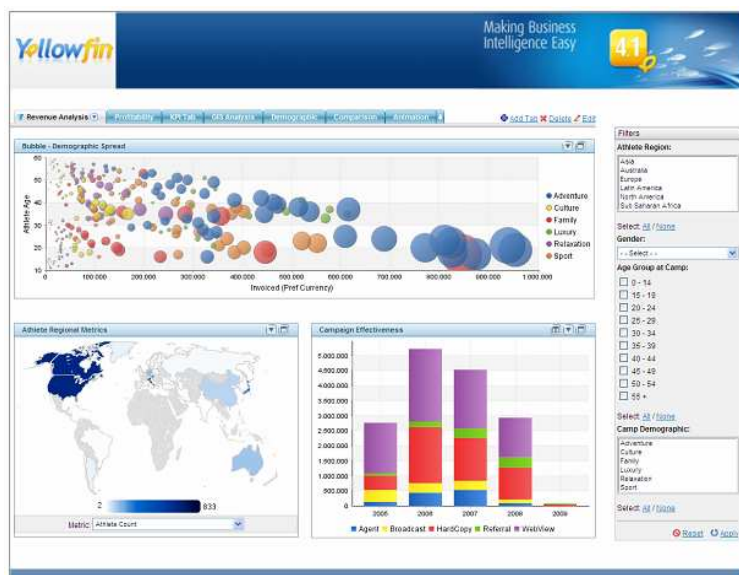 Yellowfin
Making Business
Intelligence Easy
4.1
Revenue Analysis
Profitability
KPI Tab
GIS Analysis
Demographic
Comparison
Animation
Add Tab Delete Edit
Bubble - Demographic Spread
Athlete Age
60
50
40
30
20
10
0 100.000 200.000 300.000 400.000 500.000 600.000 700.000 800.000 900.000 1.000.000
Invoiced (Pref Currency)
Adventure
Culture
Family
Luxury
Relaxation
Sport
Athlete Regional Metrics
2 833
Metric: Athlete Count
Campaign Effectiveness
5.000.000
4.500.000
4.000.000
3.500.000
3.000.000
2.500.000
2.000.000
1.500.000
1.000.000
500.000
0
2005 2006 2007 2008 2009
Agent Broadcast HardCopy Referral WebView
Filters
Athlete Region:
Asia
Australia
Europe
Latin America
North America
Sub Saharan Africa
Select: All / None
Gender:
-- Select --
Age Group at Camp:
0 - 14
15 - 19
20 - 24
25 - 29
30 - 34
35 - 39
40 - 44
45 - 49
50 - 54
55 +
Select: All / None
Camp Demographic:
Adventure
Culture
Family
Luxury
Relaxation
Sport
Select: All / None
Reset Apply